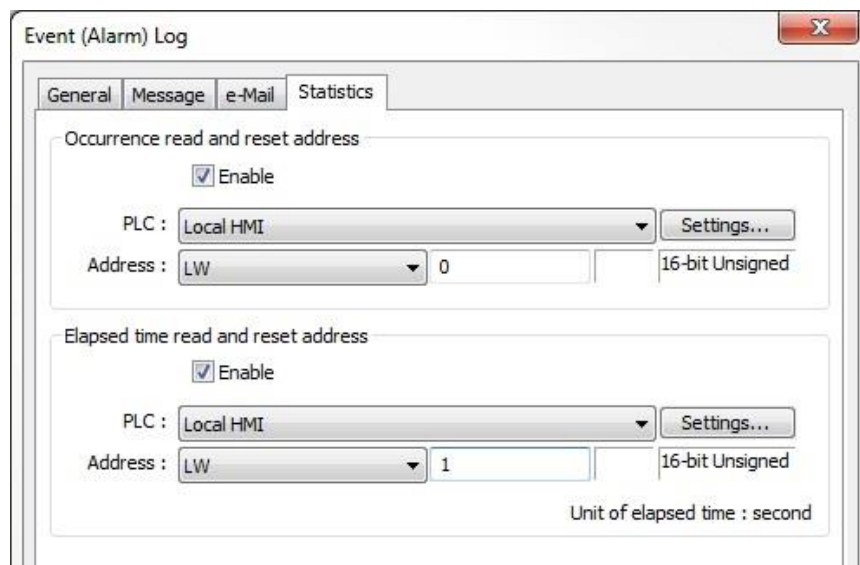 Event (Alarm) Log
General Message e-Mail Statistics
Occurrence read and reset address
Enable
PLC : Local HMI Settings...
Address : LW 0 16-bit Unsigned
Elapsed time read and reset address
Enable
PLC : Local HMI Settings...
Address : LW 1 16-bit Unsigned
Unit of elapsed time : second